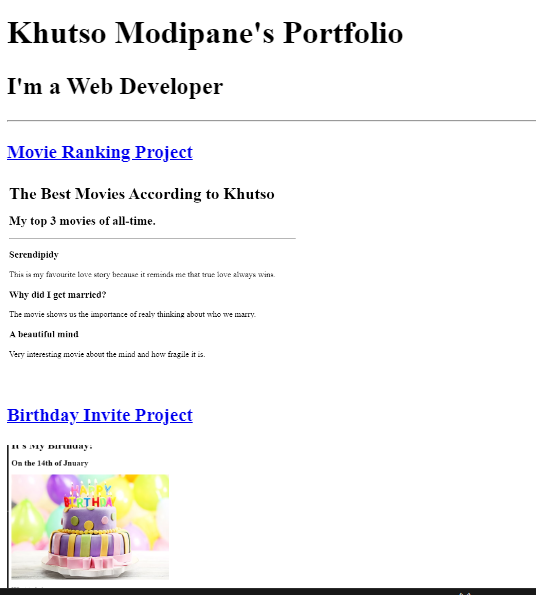 Khutso Modipane's Portfolio
I'm a Web Developer
Movie Ranking Project
The Best Movies According to Khutso
My top 3 movies of all-time.
Serendipidy
This is my favourite love story because it reminds me that true love always wins.
Why did I get married?
The movie shows us the importance of realy thinking about who we marry.
A beautiful mind
Very interesting movie about the mind and how fragile it is.
Birthday Invite Project
It's My Birthday!
On the 14th of Jnuary
HAPPY
BIRTHDAY